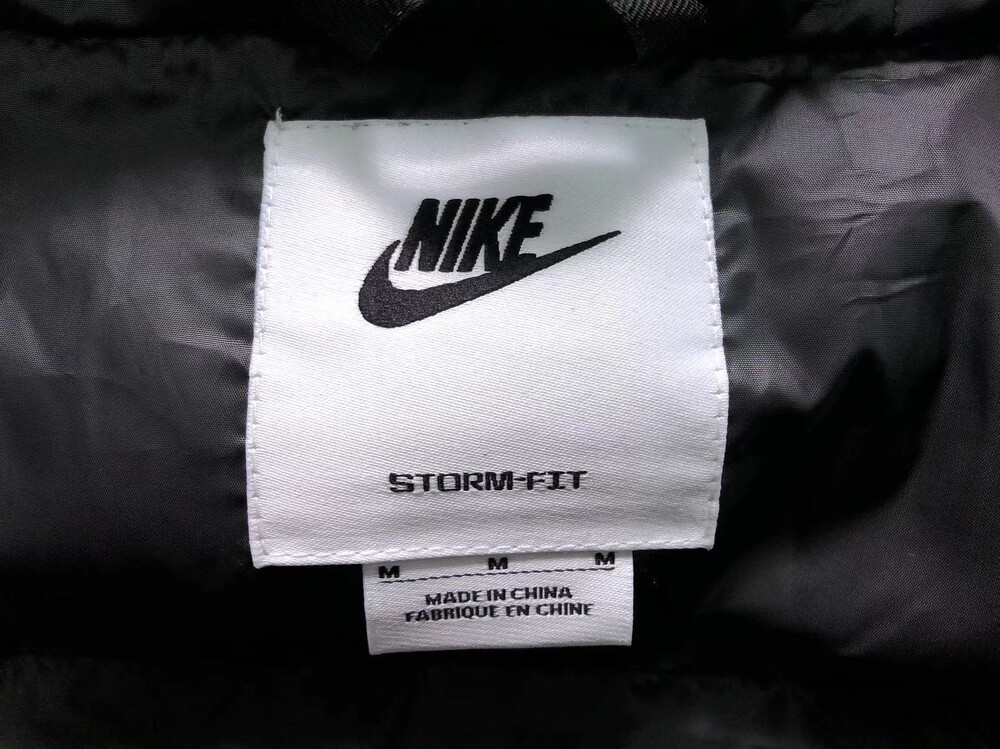 NIKE
STORM-FIT
M M M
MADE IN CHINA
FABRIQUE EN CHINE